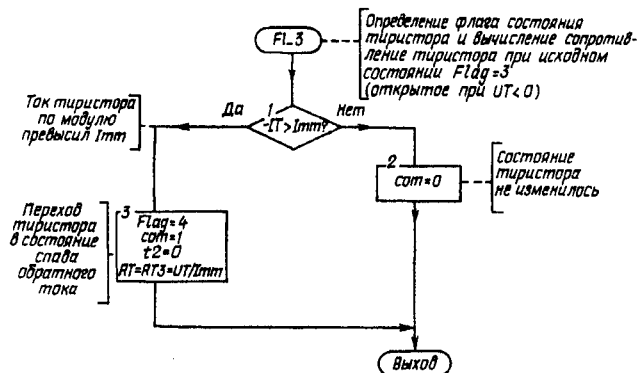 Fl_3
Определение флага состояния
тиристора и вычисление сопротив-
ление тиристора при исходном
состоянии Flag=3
(открытое при UT<0)
Ток тиристора
по модулю
превысил Imm
Да
1
-IT>Imm?
Нет
2
com=0
Состояние
тиристора
не изменилось
Переход
тиристора
в состояние
спада
обратного
тока
3
Flag=4
com=1
t2=0
RT=RT3=UT/Imm
Выход